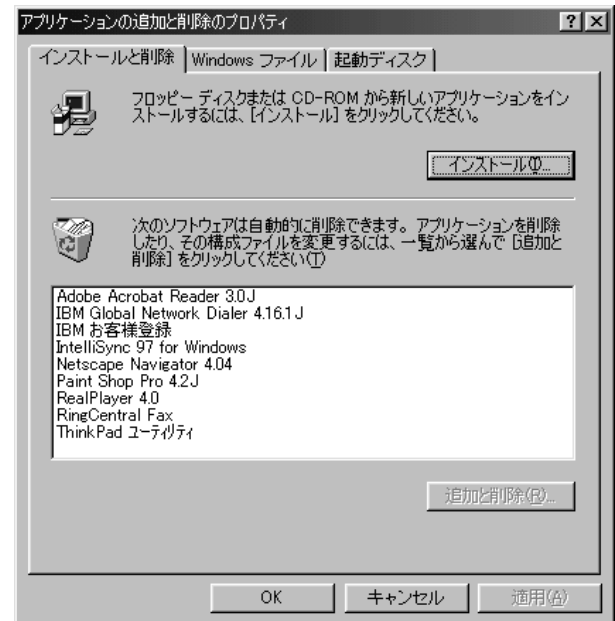 アプリケーションの追加と削除のプロパティ
インストールと削除
Windows ファイル
起動ディスク
フロッピー ディスクまたは CD-ROM から新しいアプリケーションをイン
ストールするには、[インストール] をクリックしてください。
インストール(I)...
次のソフトウェアは自動的に削除できます。アプリケーションを削除
したり、その構成ファイルを変更するには、一覧から選んで [追加と
削除] をクリックしてください(T)
Adobe Acrobat Reader 3.0J
IBM Global Network Dialer 4.16.1J
IBM お客様登録
IntelliSync 97 for Windows
Netscape Navigator 4.04
Paint Shop Pro 4.2J
RealPlayer 4.0
RingCentral Fax
ThinkPad ユーティリティ
追加と削除(R)...
OK
キャンセル
適用(A)